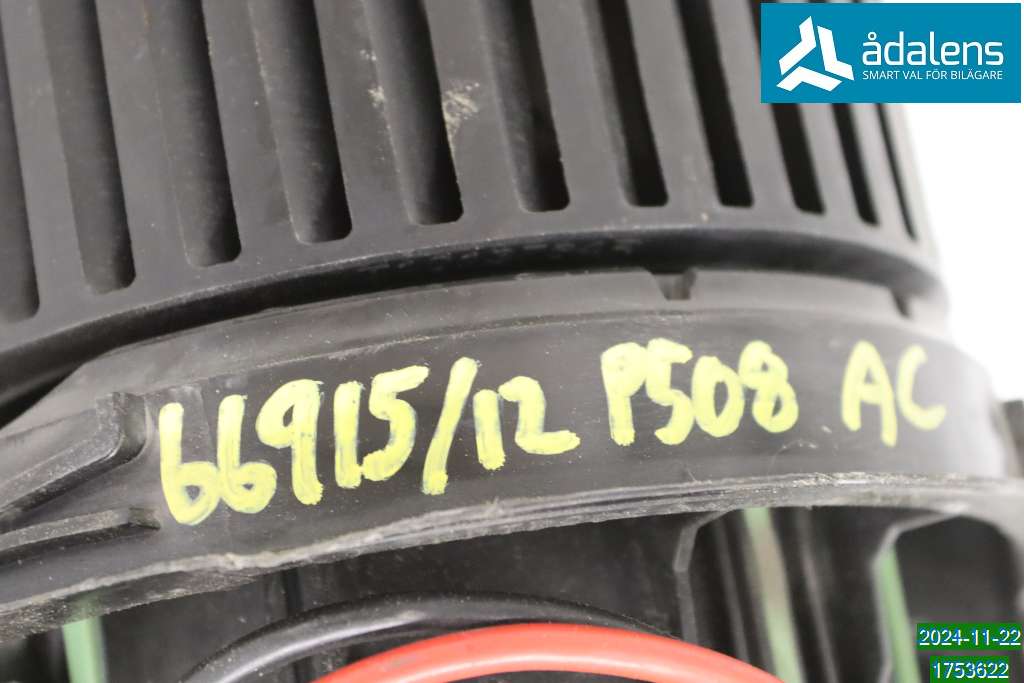 ådalens
SMART VAL FÖR BILÄGARE
66915/12 P508 AC
2024-11-22
1753622